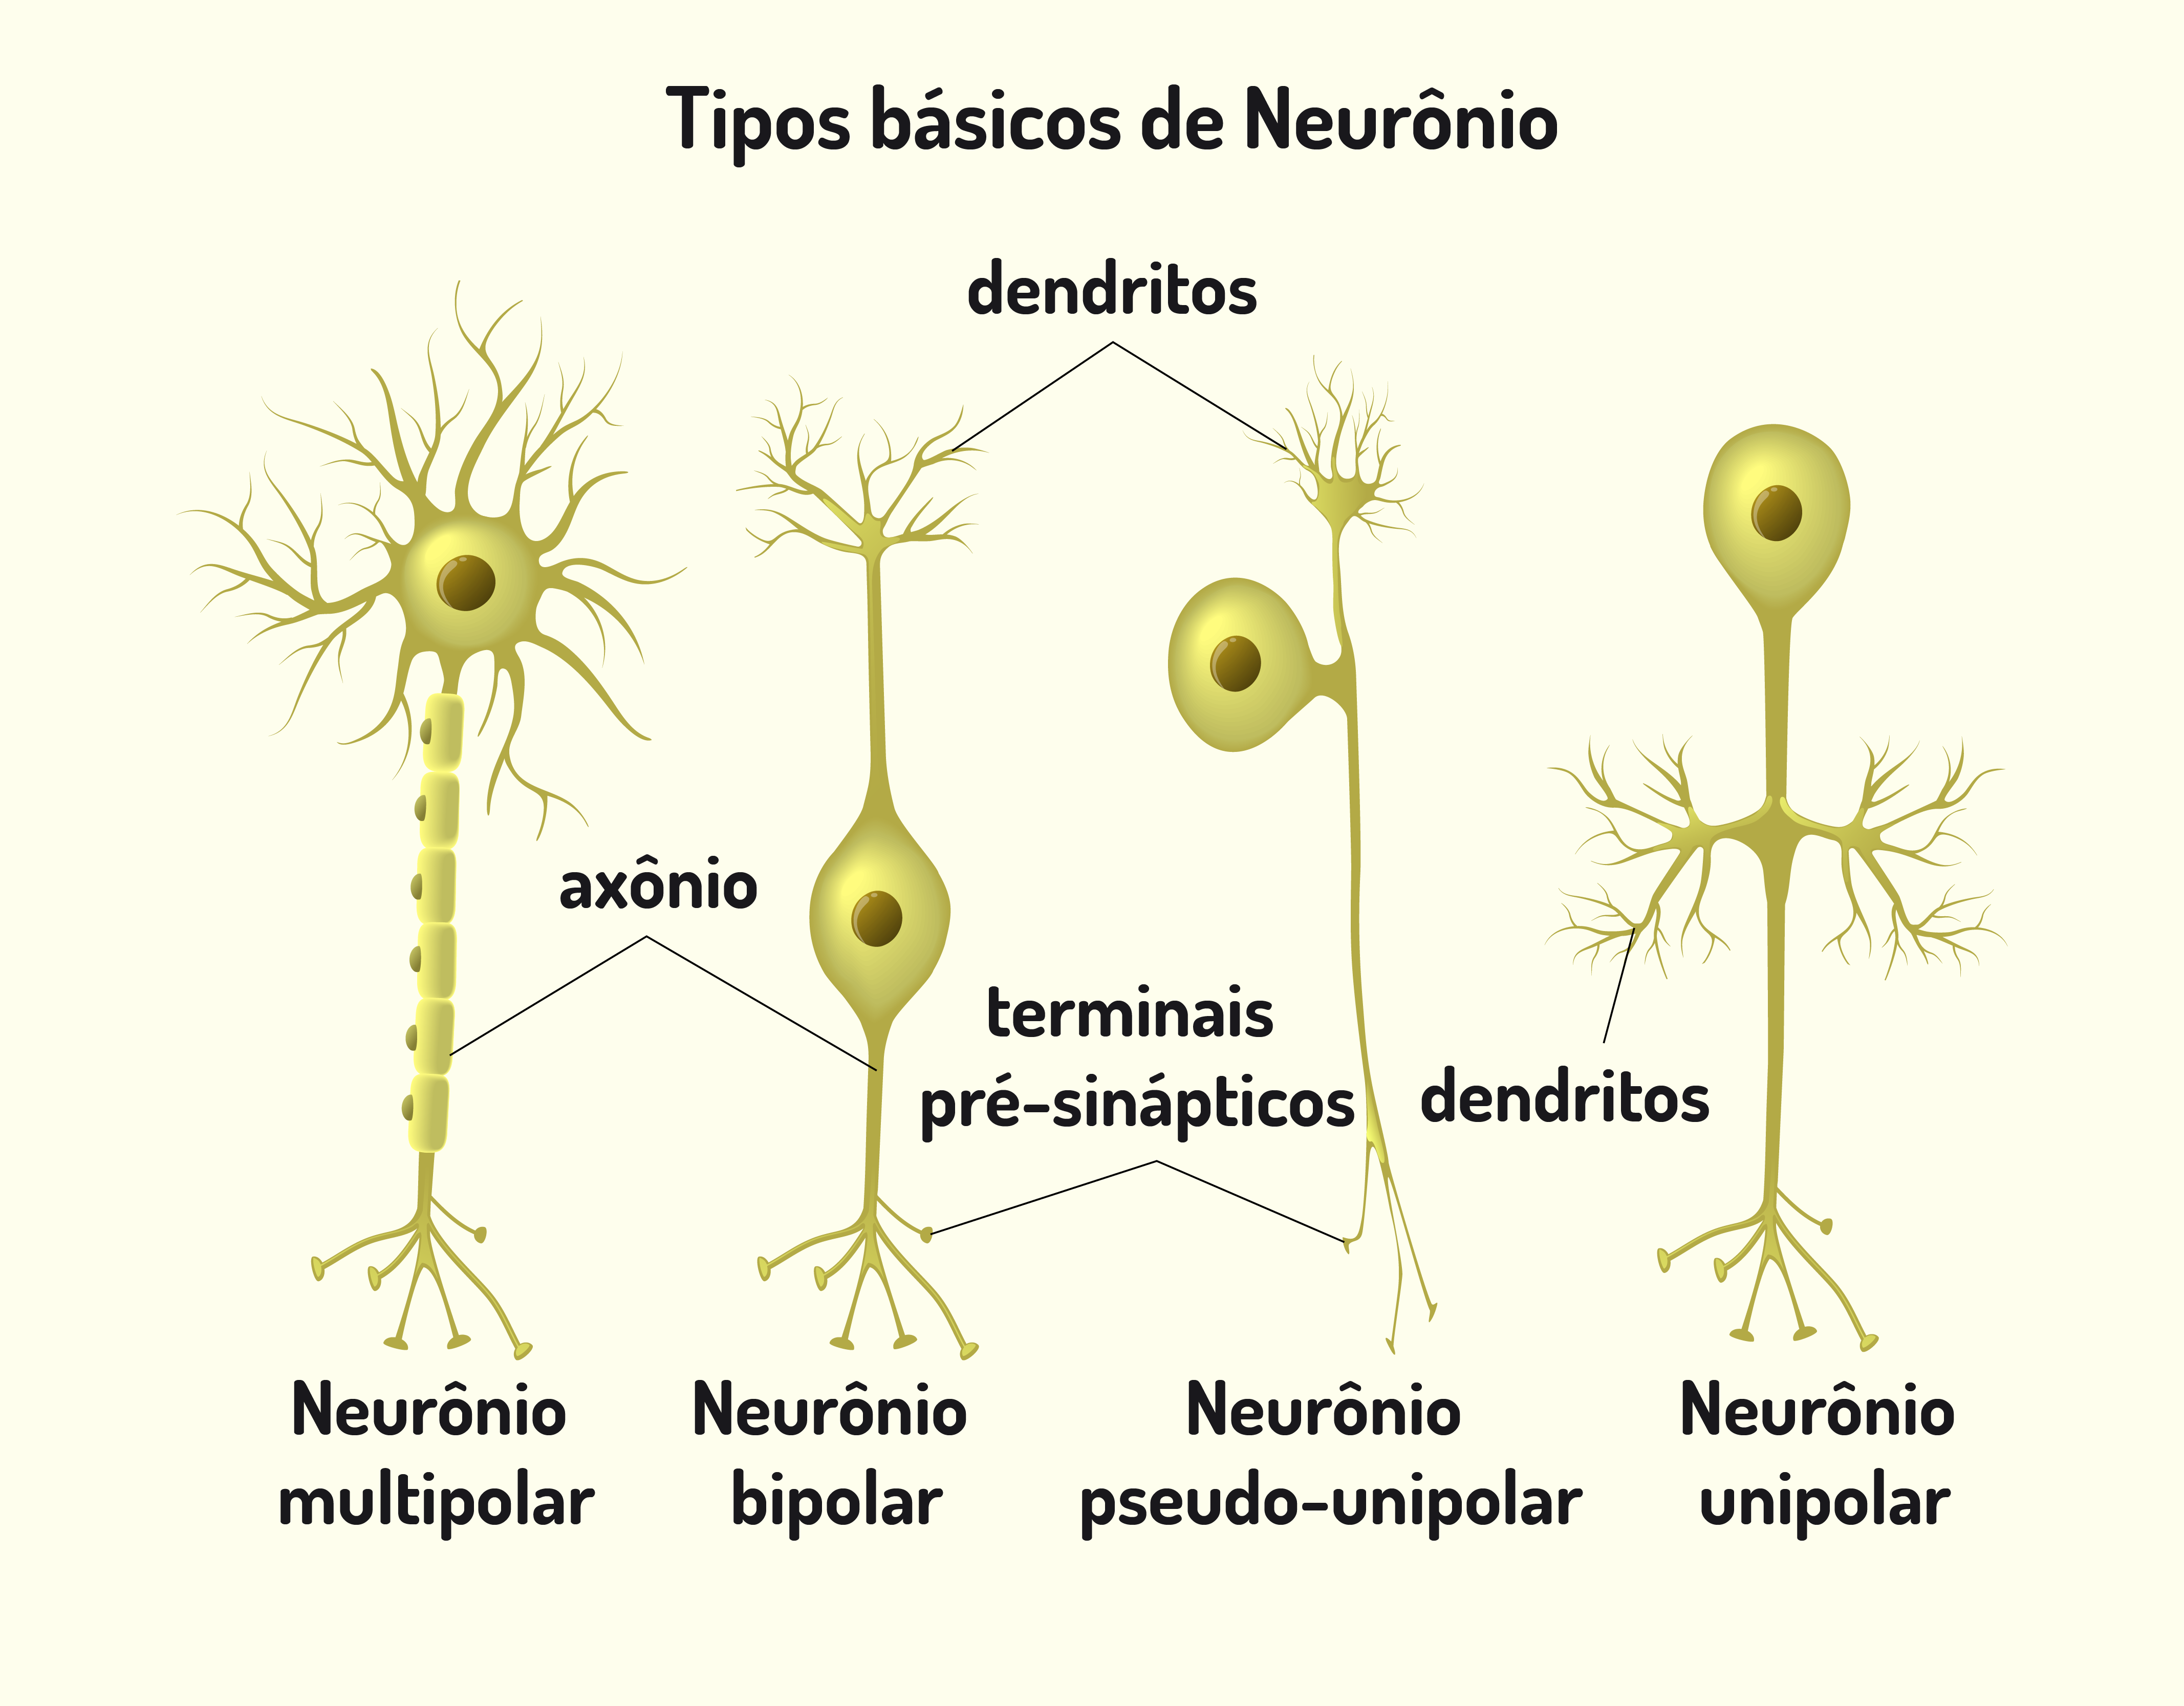 Tipos básicos de Neurônio
dendritos
axônio
terminais
pré-sinápticos
dendritos
Neurônio
multipolar
Neurônio
bipolar
Neurônio
pseudo-unipolar
Neurônio
unipolar